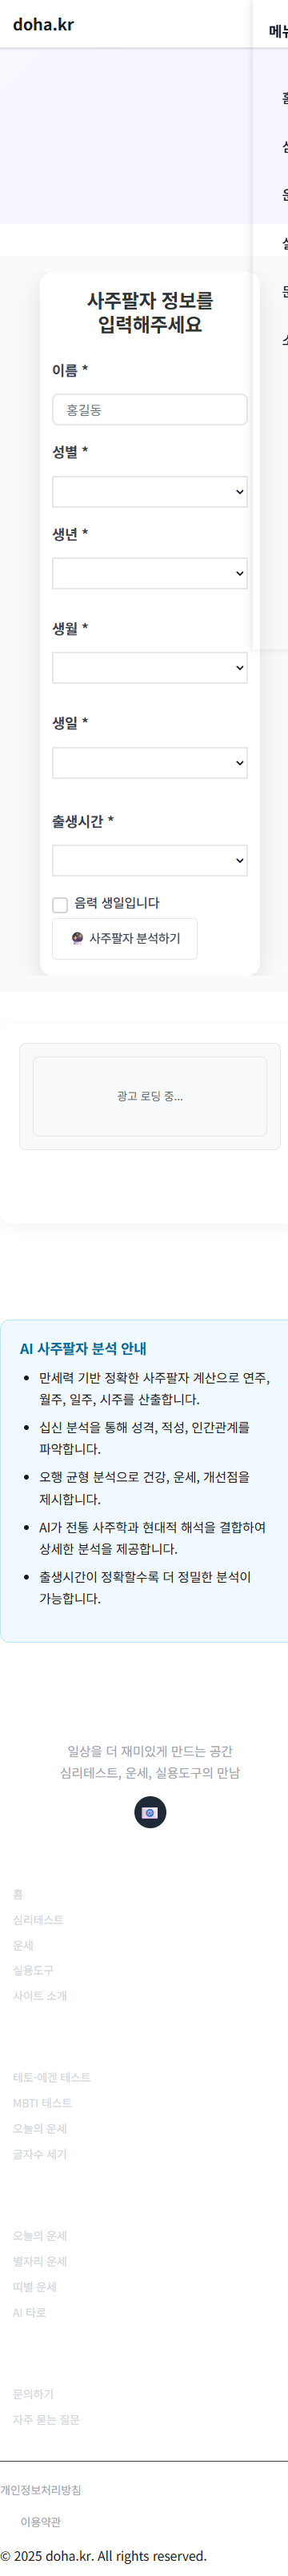 doha.kr
메뉴
사주팔자 정보를
입력해주세요
이름 *
홍길동
성별 *
생년 *
생월 *
생일 *
출생시간 *
음력 생일입니다
사주팔자 분석하기
광고 로딩 중...
AI 사주팔자 분석 안내
만세력 기반 정확한 사주팔자 계산으로 연주,
월주, 일주, 시주를 산출합니다.
십신 분석을 통해 성격, 적성, 인간관계를
파악합니다.
오행 균형 분석으로 건강, 운세, 개선점을
제시합니다.
AI가 전통 사주학과 현대적 해석을 결합하여
상세한 분석을 제공합니다.
출생시간이 정확할수록 더 정밀한 분석이
가능합니다.
일상을 더 재미있게 만드는 공간
심리테스트, 운세, 실용도구의 만남
홈
심리테스트
운세
실용도구
사이트 소개
테토-에겐 테스트
MBTI 테스트
오늘의 운세
글자수 세기
오늘의 운세
별자리 운세
띠별 운세
AI 타로
문의하기
자주 묻는 질문
개인정보처리방침
이용약관
© 2025 doha.kr. All rights reserved.